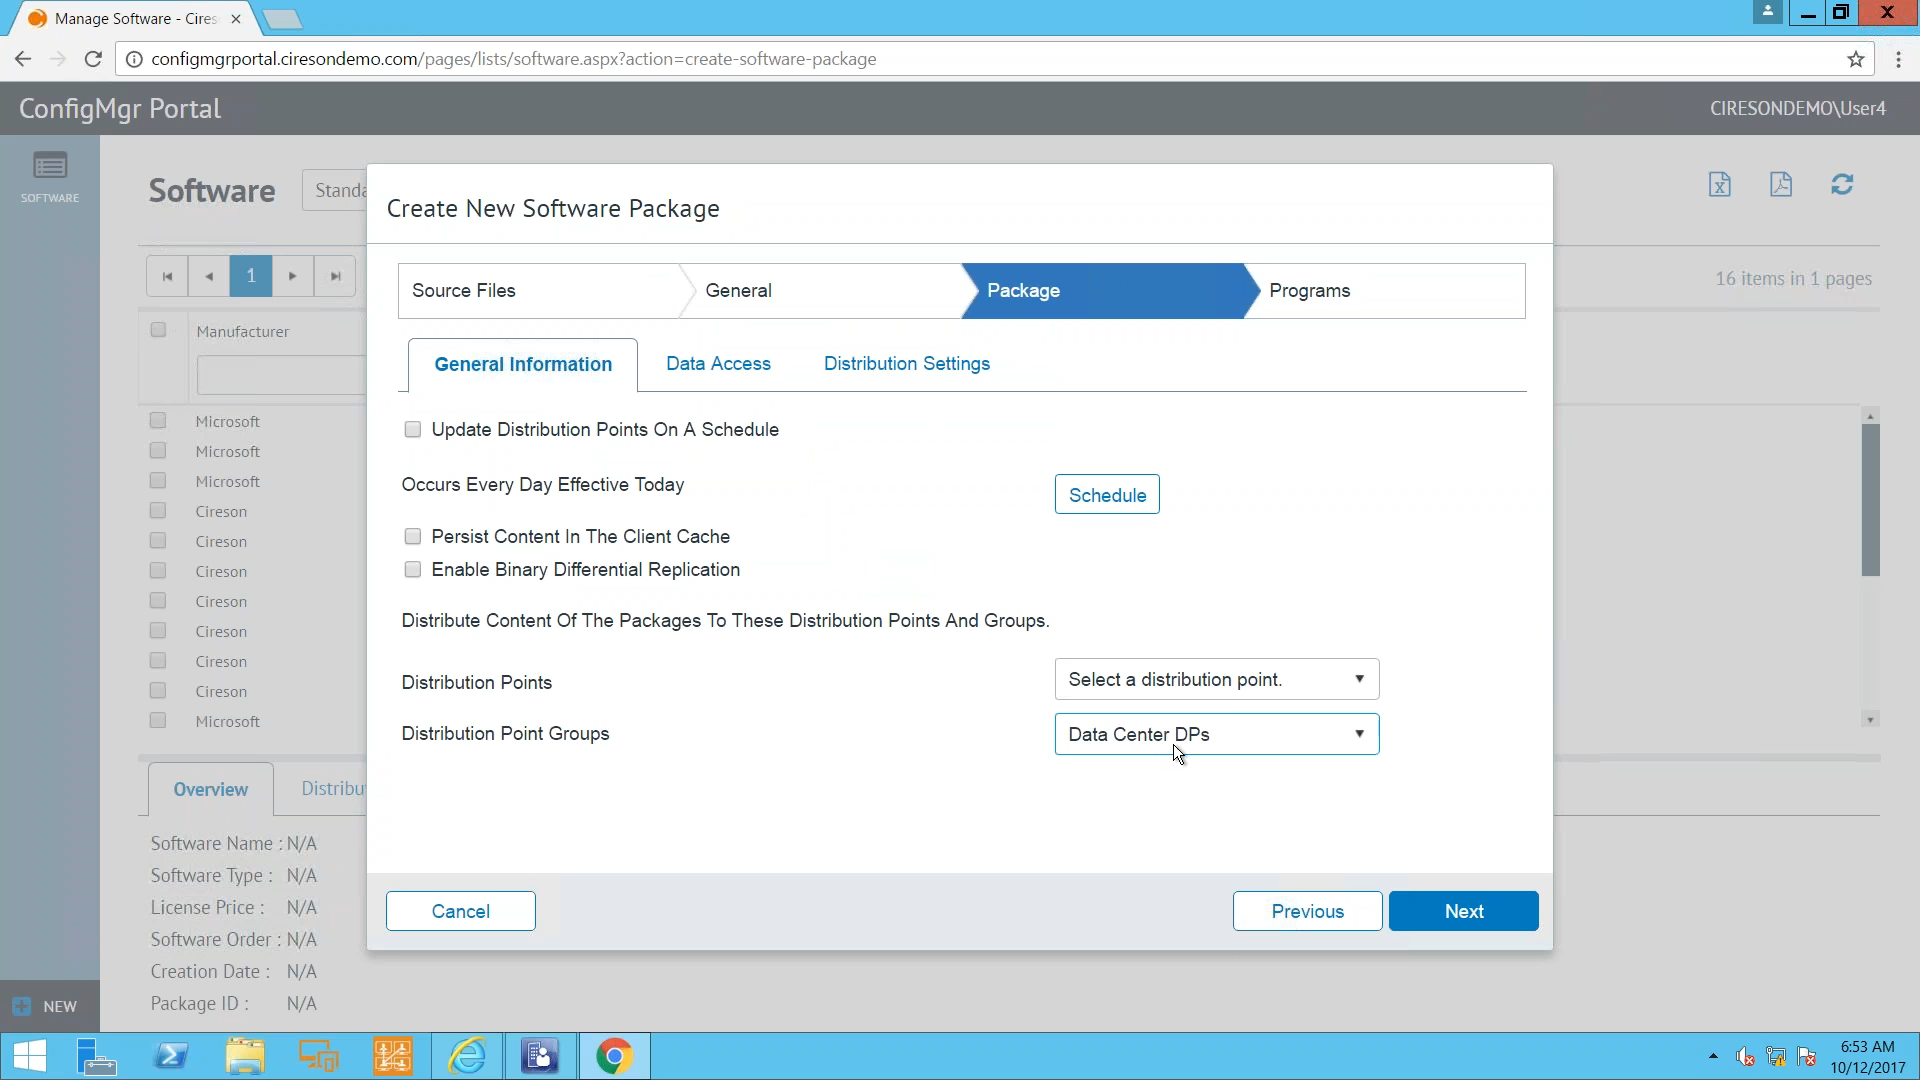 Manage Software - Cires
configmgrportal.ciresondemo.com/pages/lists/software.aspx?action=create-software-package
ConfigMgr Portal
CIRESONDEMO\User4
SOFTWARE
Software
Standa
Create New Software Package
Source Files
General
Package
Programs
1
16 items in 1 pages
Manufacturer
General Information
Data Access
Distribution Settings
Microsoft
Microsoft
Microsoft
Cireson
Cireson
Cireson
Cireson
Cireson
Cireson
Cireson
Microsoft
Update Distribution Points On A Schedule
Occurs Every Day Effective Today
Schedule
Persist Content In The Client Cache
Enable Binary Differential Replication
Distribute Content Of The Packages To These Distribution Points And Groups.
Distribution Points
Select a distribution point.
Distribution Point Groups
Data Center DPs
Overview
Distribu
Software Name : N/A
Software Type : N/A
License Price : N/A
Software Order : N/A
Creation Date : N/A
Package ID : N/A
Cancel
Previous
Next
NEW
6:53 AM
10/12/2017